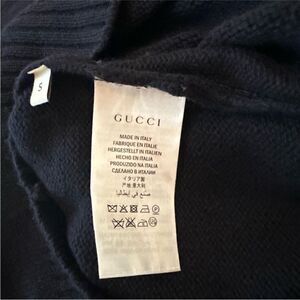 S
GUCCI
MADE IN ITALY
FABRIQUE EN ITALIE
HERGESTELLT IN ITALIEN
HECHO EN ITALIA
PRODUZIDO NA ITALIA
СДЕЛАНО В ИТАЛИИ
イタリア製
产地 意大利
صنع في إيطاليا